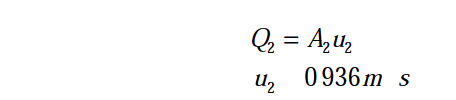 Q₂ = A₂u₂
u₂ 0 936m s